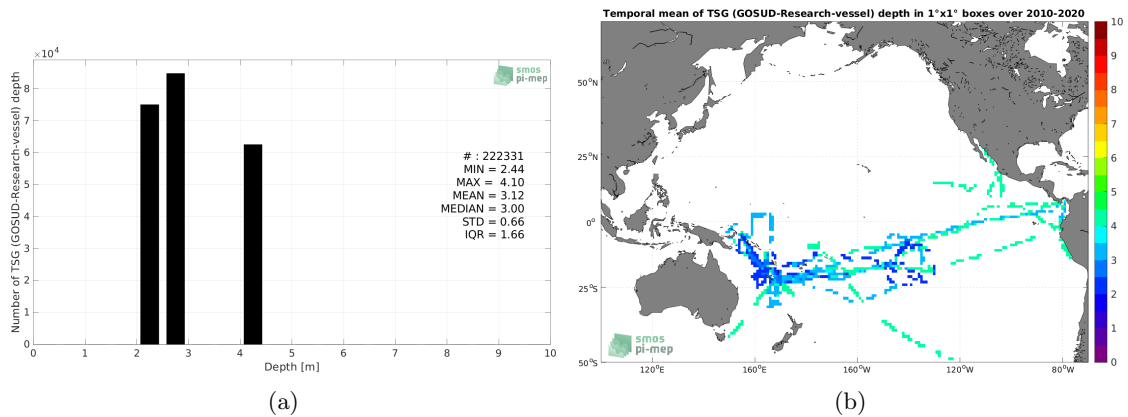 ×10⁴
8
7
6
5
4
3
2
1
0
Number of TSG (GOSUD-Research-vessel) depth
0 1 2 3 4 5 6 7 8 9 10
Depth [m]
smos
pi-mep
# : 222331
MIN = 2.44
MAX = 4.10
MEAN = 3.12
MEDIAN = 3.00
STD = 0.66
IQR = 1.66
(a)
Temporal mean of TSG (GOSUD-Research-vessel) depth in 1°x1° boxes over 2010-2020
50°N
25°N
0°
25°S
50°S
120°E 160°E 160°W 120°W 80°W
smos
pi-mep
10
9
8
7
6
5
4
3
2
1
0
(b)